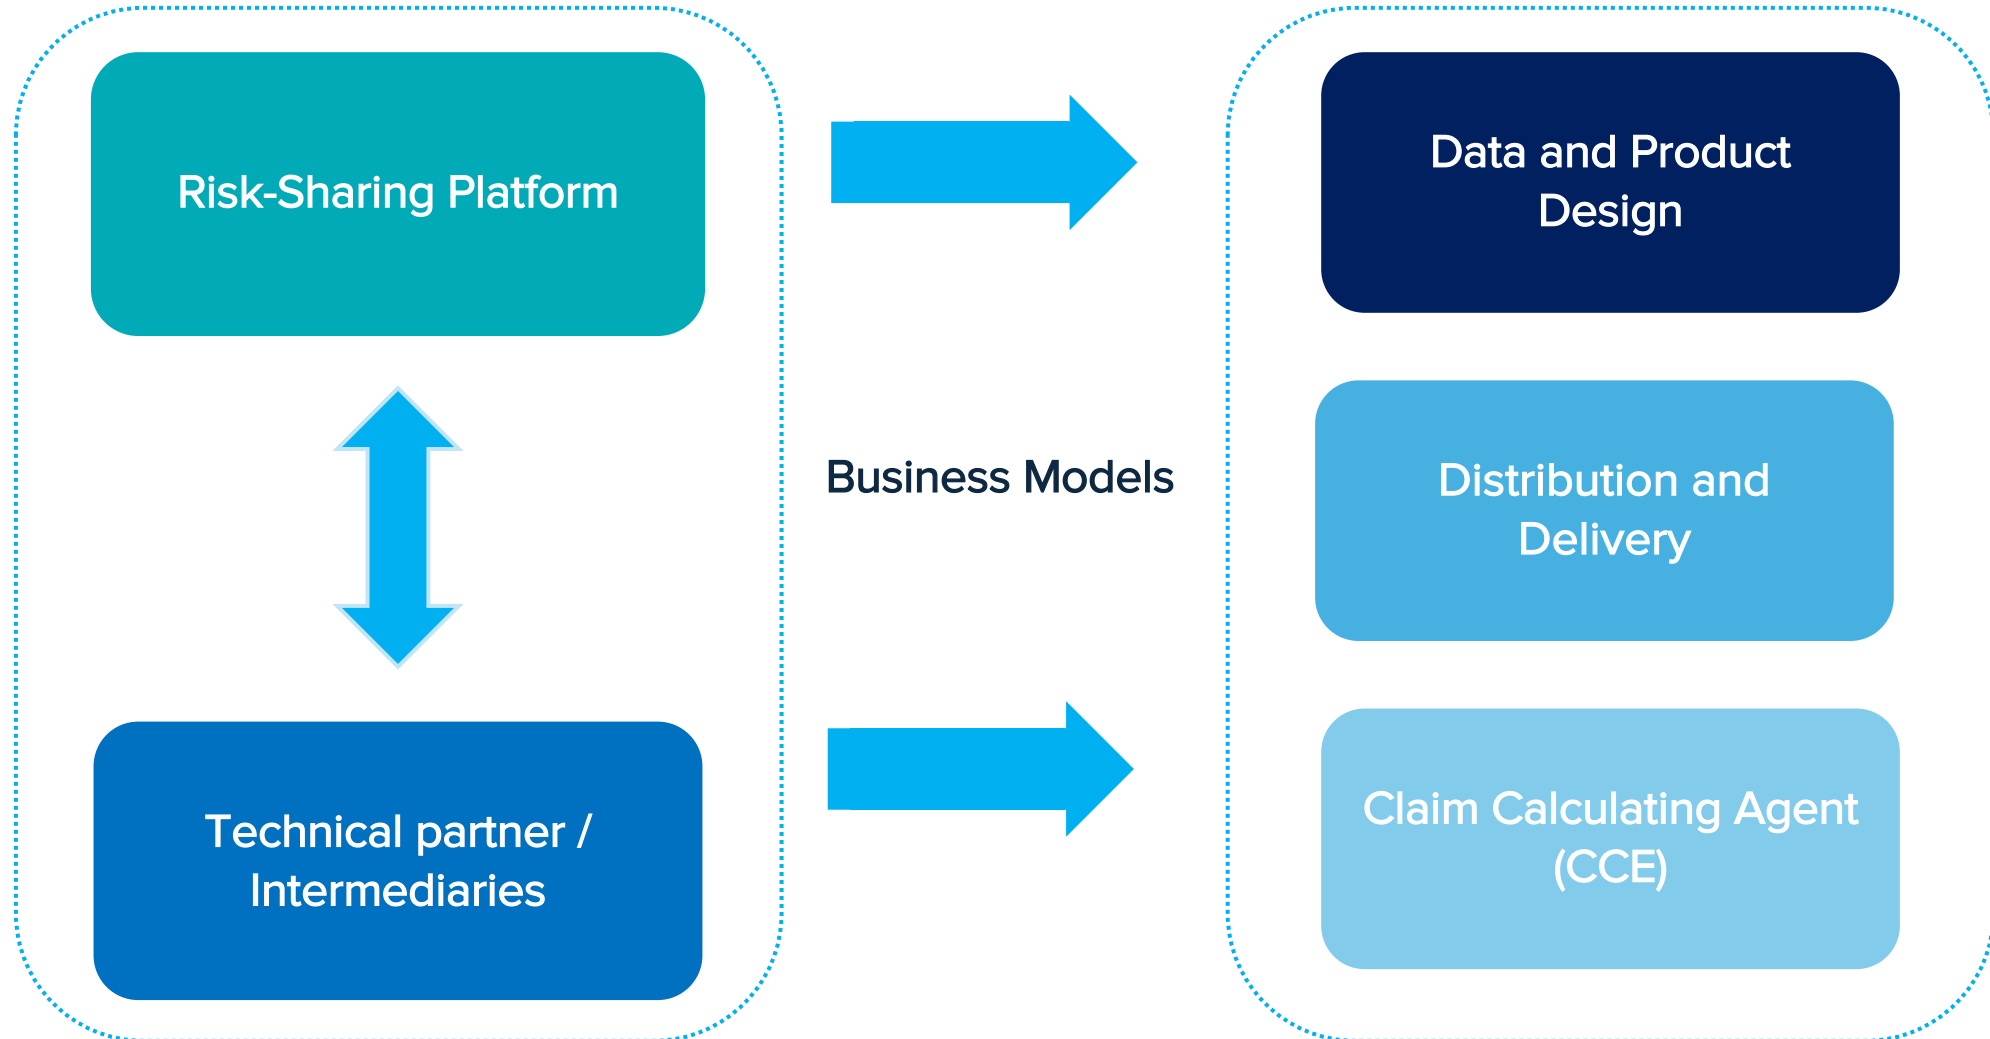 Risk-Sharing Platform
Technical partner /
Intermediaries
Business Models
Data and Product
Design
Distribution and
Delivery
Claim Calculating Agent
(CCE)